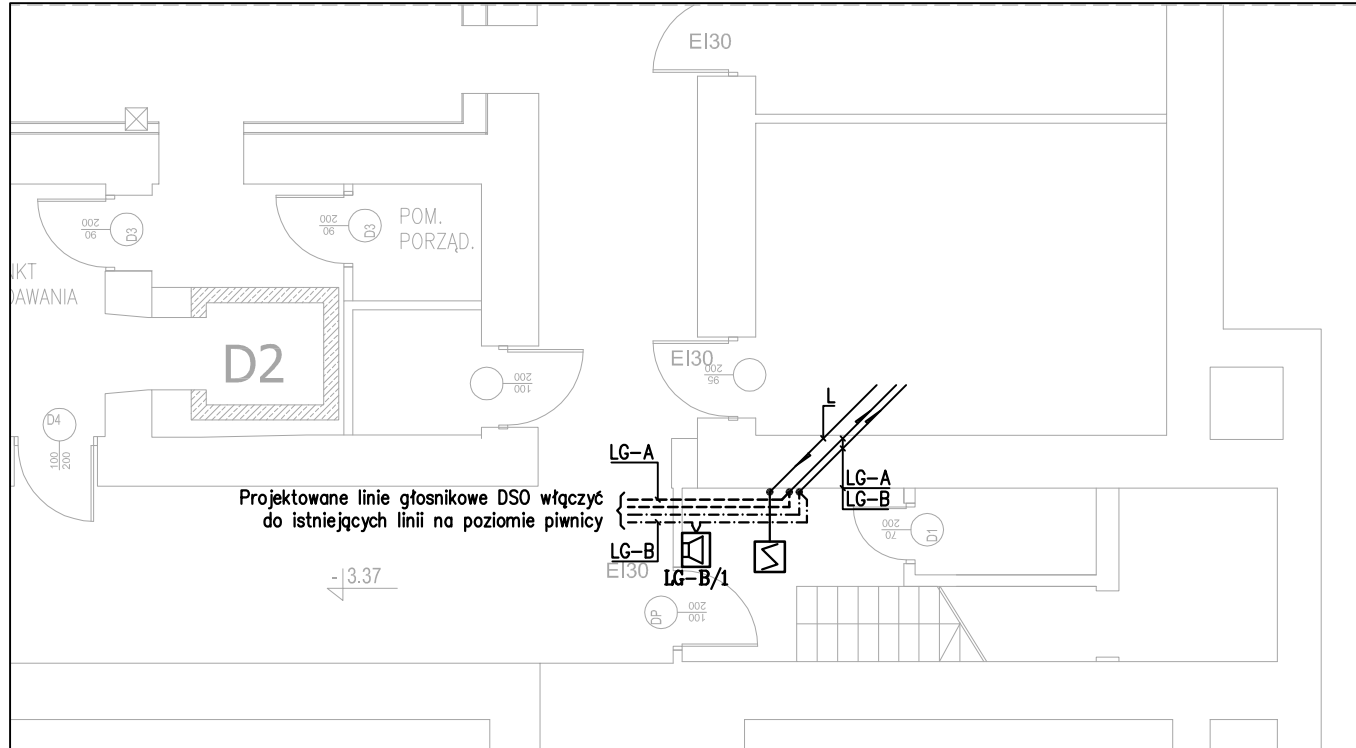 EI30
D3
90
200
D3
90
200
POM.
PORZĄD.
NKT
DAWANIA
D2
100
200
EI30
95
200
D4
100
200
L
LG-A
LG-A
LG-B
Projektowane linie głosnikowe DSO włączyć
do istniejących linii na poziomie piwnicy
LG-B
EI30
LG-B/1
D1
70
200
-3.37
DP
100
200